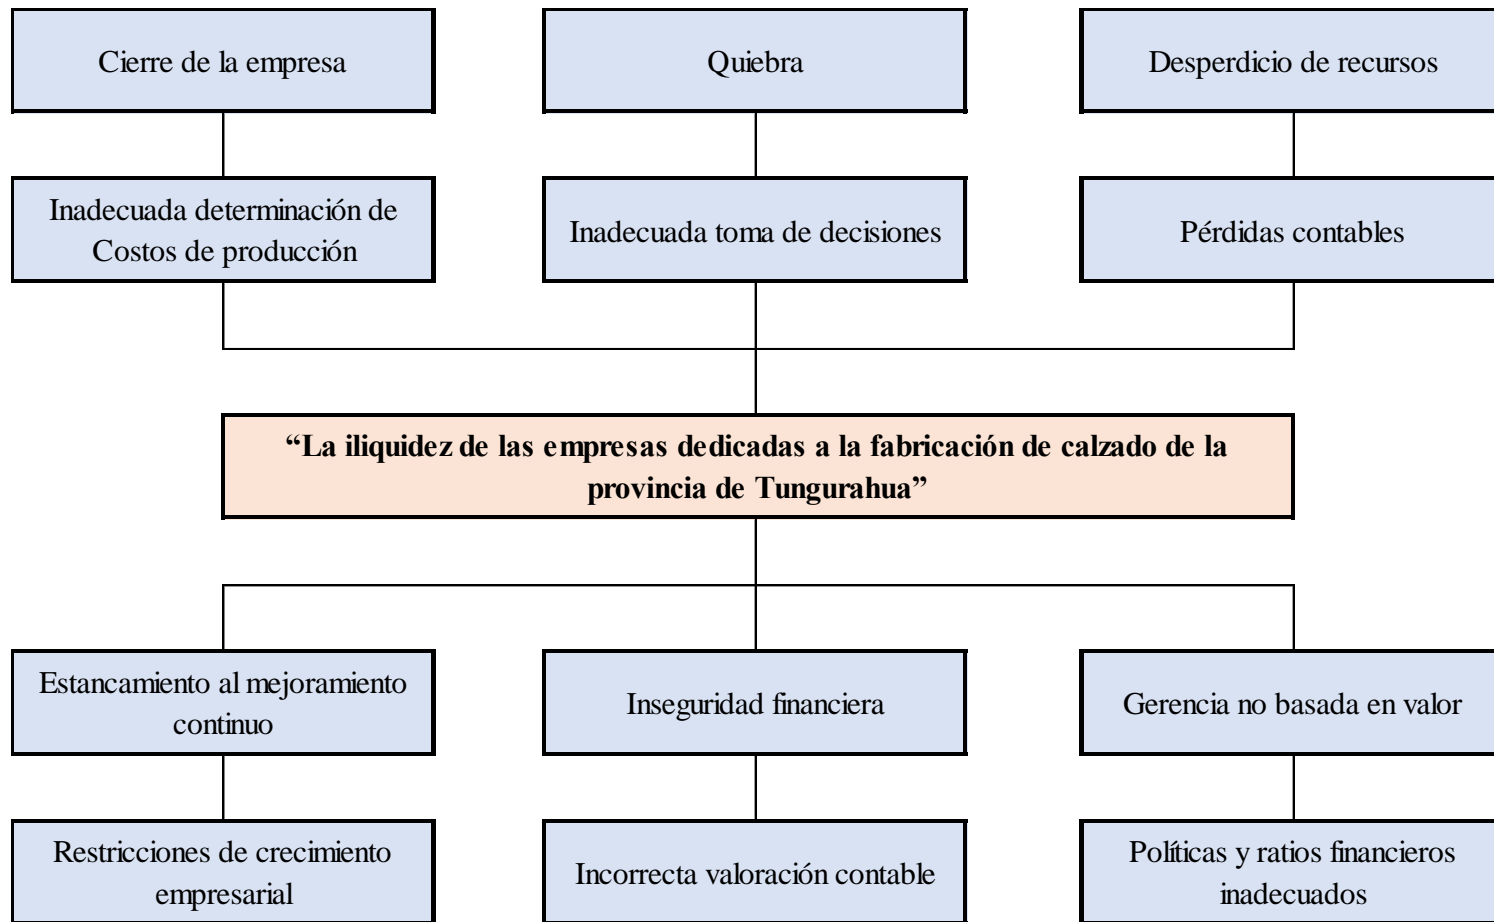 Cierre de la empresa
Quiebra
Desperdicio de recursos
Inadecuada determinación de
Costos de producción
Inadecuada toma de decisiones
Pérdidas contables
“La iliquidez de las empresas dedicadas a la fabricación de calzado de la
provincia de Tungurahua”
Estancamiento al mejoramiento
continuo
Inseguridad financiera
Gerencia no basada en valor
Restricciones de crecimiento
empresarial
Incorrecta valoración contable
Políticas y ratios financieros
inadecuados